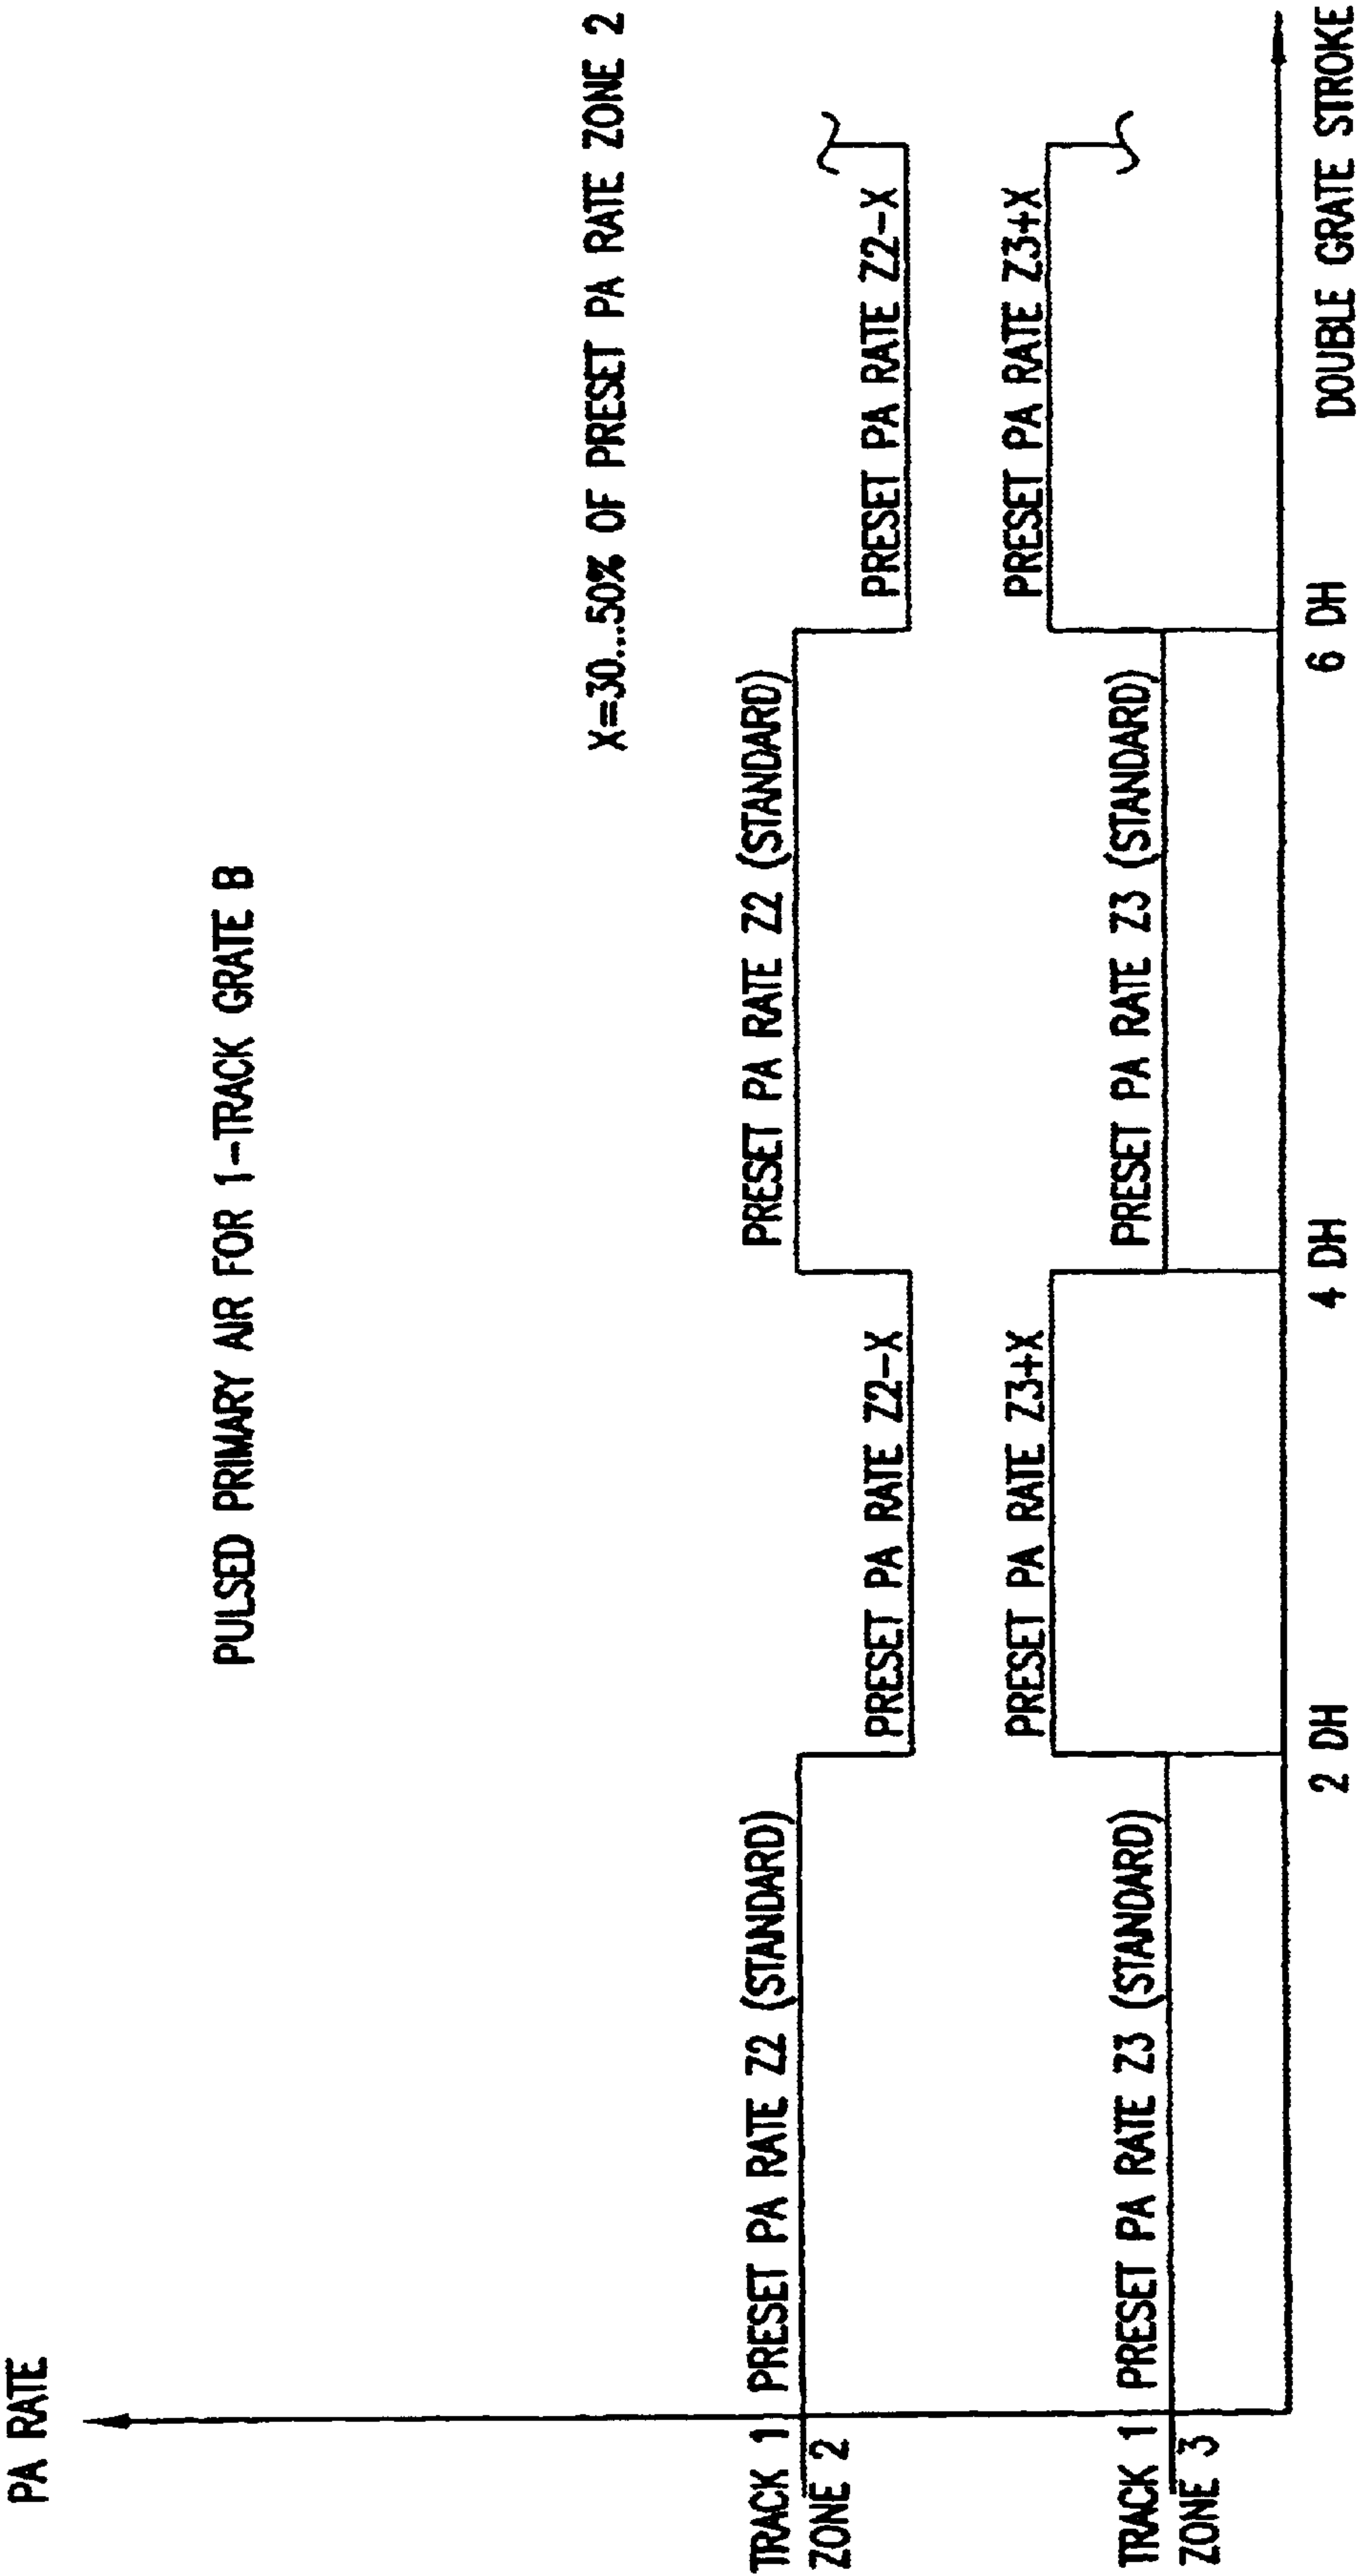 PA RATE
PULSED PRIMARY AIR FOR 1-TRACK GRATE B
X=30...50% OF PRESET PA RATE ZONE 2
TRACK 1
ZONE 2
PRESET PA RATE Z2 (STANDARD)
PRESET PA RATE Z2-X
PRESET PA RATE Z2 (STANDARD)
PRESET PA RATE Z2-X
TRACK 1
ZONE 3
PRESET PA RATE Z3 (STANDARD)
PRESET PA RATE Z3+X
PRESET PA RATE Z3 (STANDARD)
PRESET PA RATE Z3+X
2 DH
4 DH
6 DH
DOUBLE GRATE STROKE